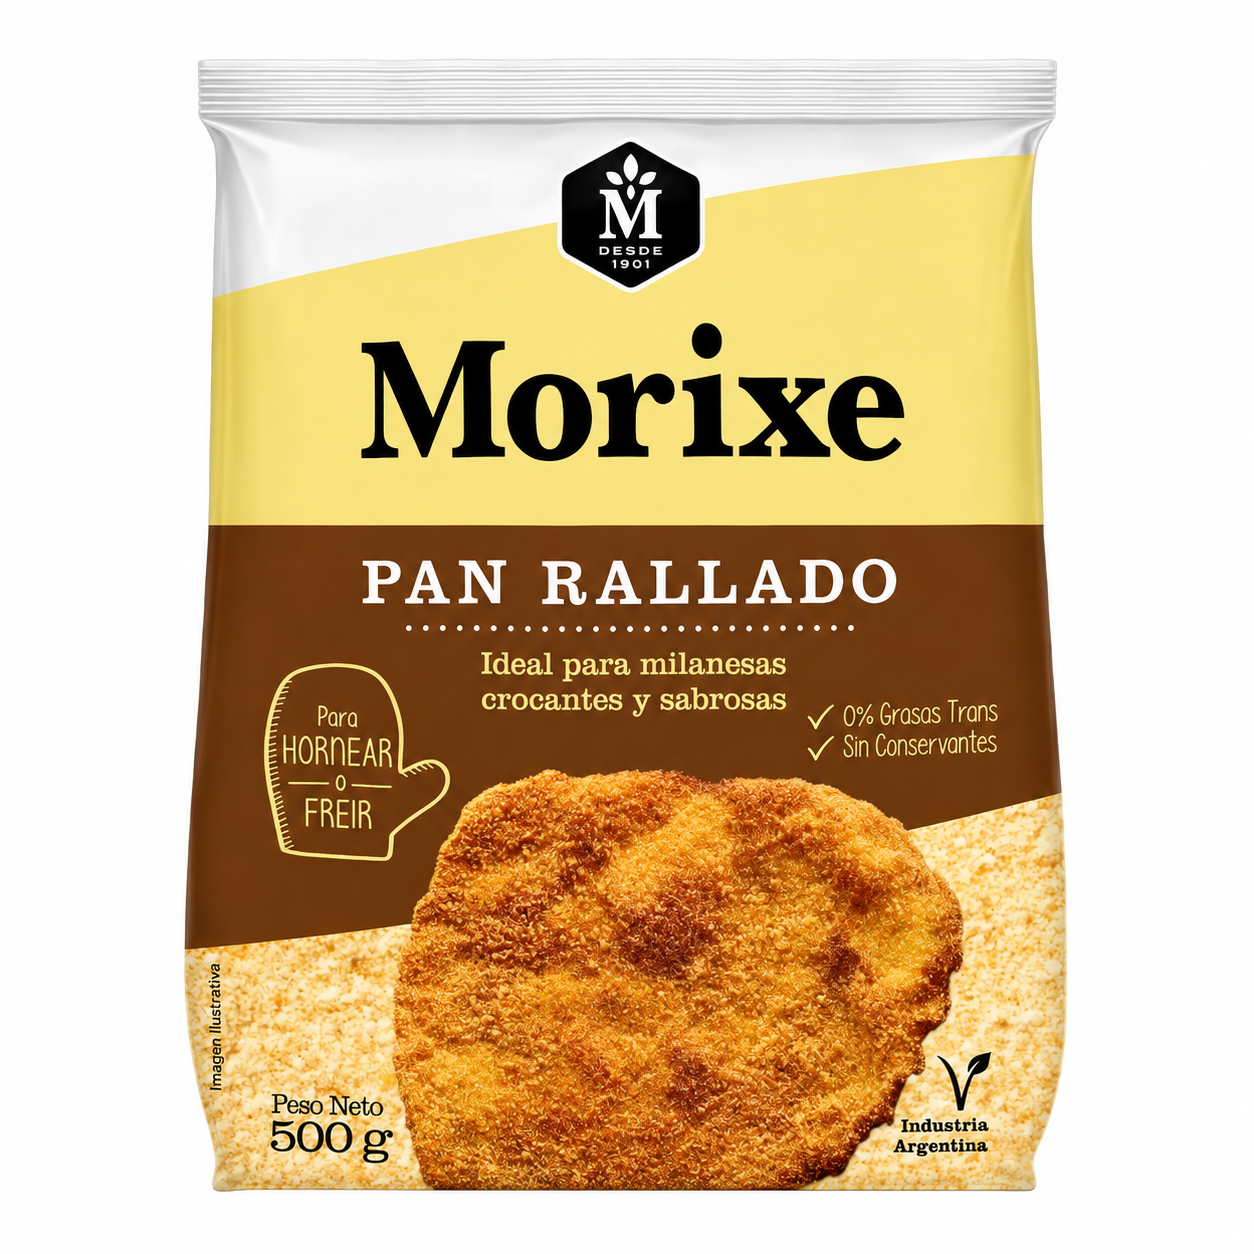 M
DESDE
1901
Morixe
PAN RALLADO
Ideal para milanesas
crocantes y sabrosas
Para
HORNEAR
o
FREIR
✓ 0% Grasas Trans
✓ Sin Conservantes
Imagen Ilustrativa
Peso Neto
500 g
Industria
Argentina